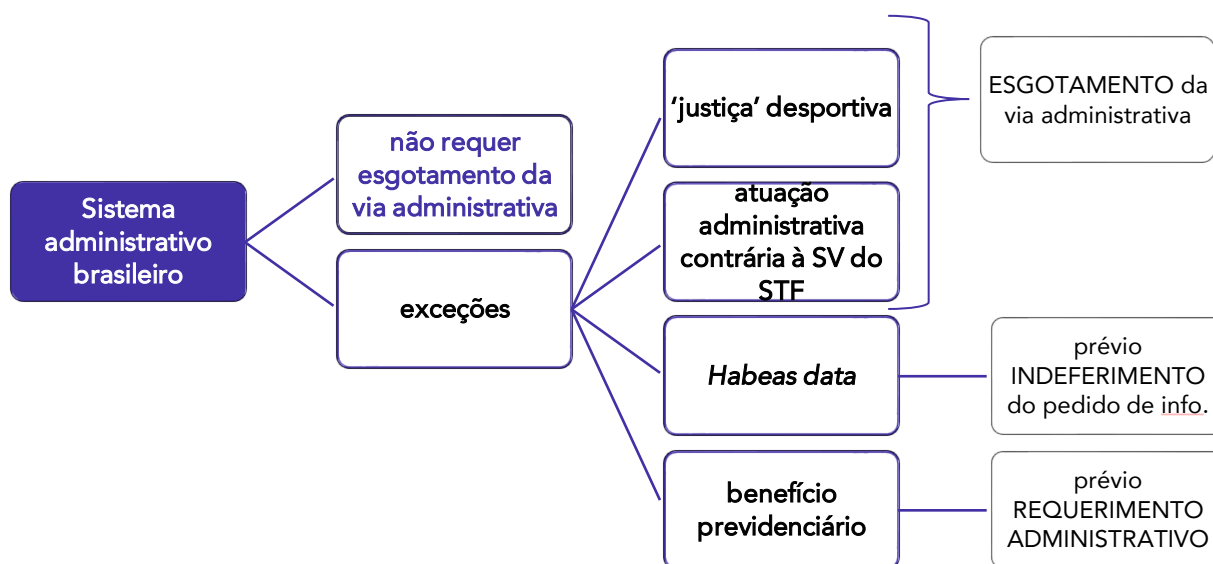 Sistema
administrativo
brasileiro
não requer
esgotamento da
via administrativa
exceções
'justiça' desportiva
atuação
administrativa
contrária à SV do
STF
Habeas data
benefício
previdenciário
ESGOTAMENTO da
via administrativa
prévio
INDEFERIMENTO
do pedido de info.
prévio
REQUERIMENTO
ADMINISTRATIVO